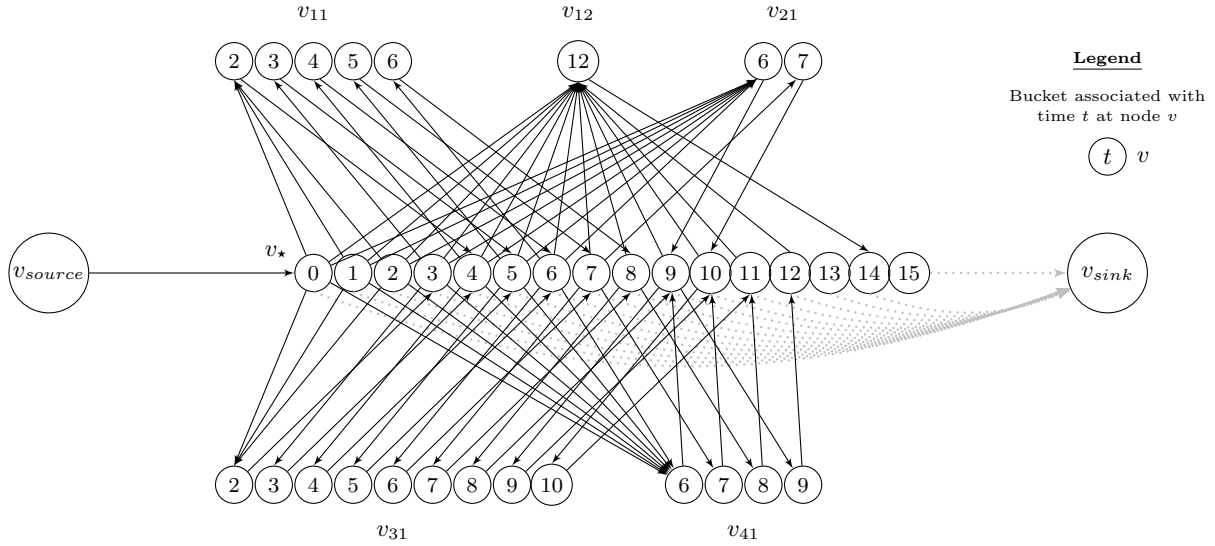 v11 v12 v21
2 3 4 5 6 12 6 7
Legend
Bucket associated with
time t at node v
t v
v⋆
vsource 0 1 2 3 4 5 6 7 8 9 10 11 12 13 14 15 vsink
2 3 4 5 6 7 8 9 10 6 7 8 9
v31 v41